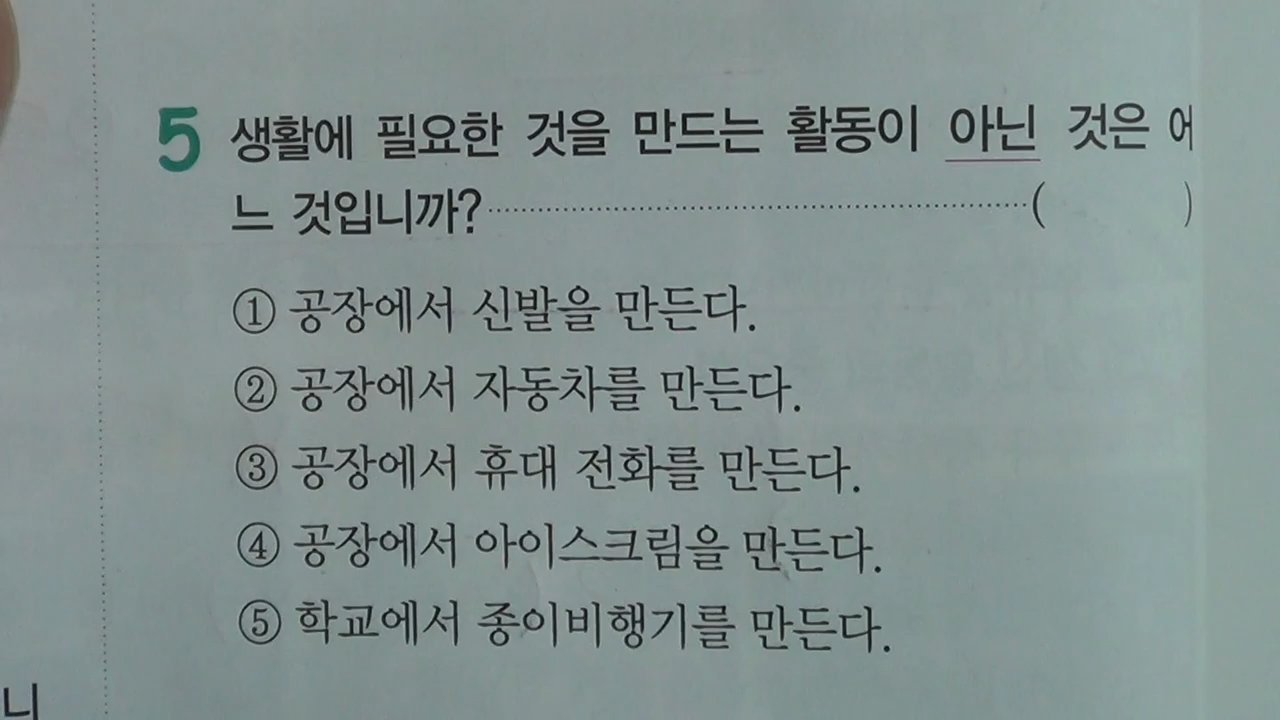 5 생활에 필요한 것을 만드는 활동이 아닌 것은 어
느 것입니까?⋯⋯⋯⋯⋯⋯⋯⋯⋯⋯⋯⋯( )
① 공장에서 신발을 만든다.
② 공장에서 자동차를 만든다.
③ 공장에서 휴대 전화를 만든다.
④ 공장에서 아이스크림을 만든다.
⑤ 학교에서 종이비행기를 만든다.
니